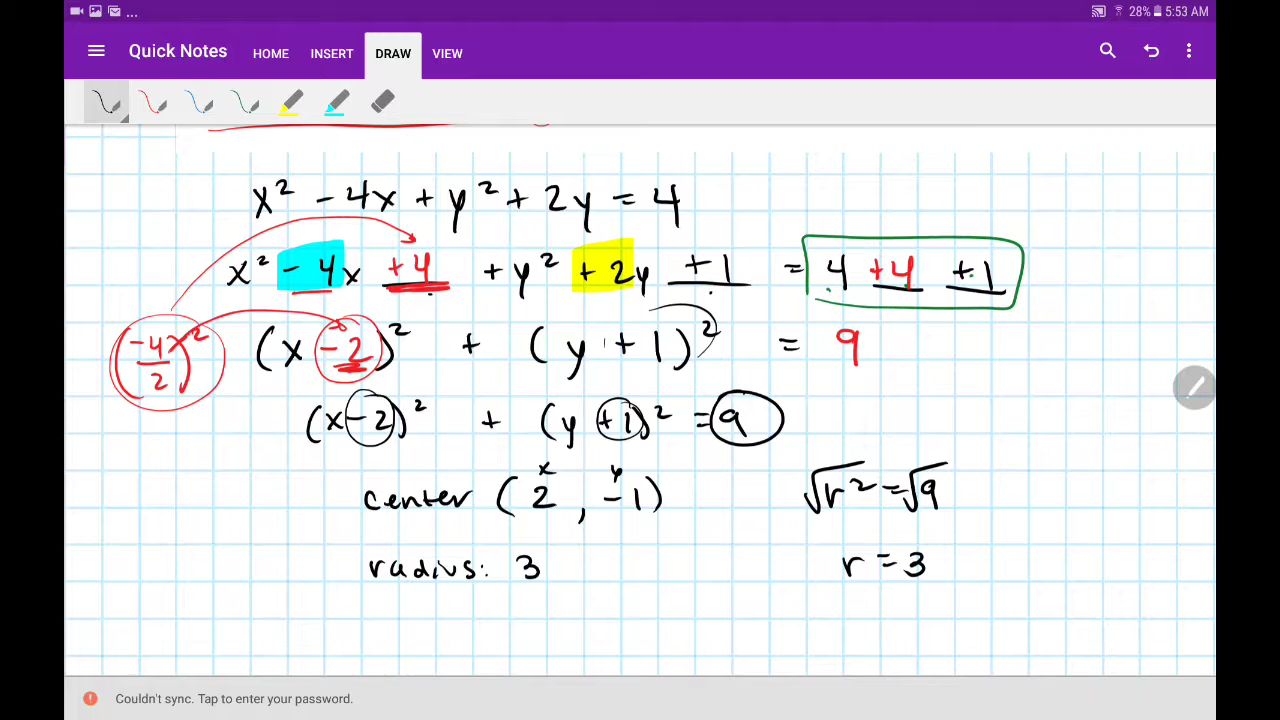 ... 28% 5:53 AM
Quick Notes HOME INSERT DRAW VIEW
x² - 4x + y² + 2y = 4
x² - 4x + 4 + y² + 2y + 1 = 4 + 4 + 1
(-4x/2)² (x - 2)² + (y + 1)² = 9
(x - 2)² + (y + 1)² = 9
x y
center (2, -1) √r² = √9
radius: 3 r = 3
Couldn't sync. Tap to enter your password.